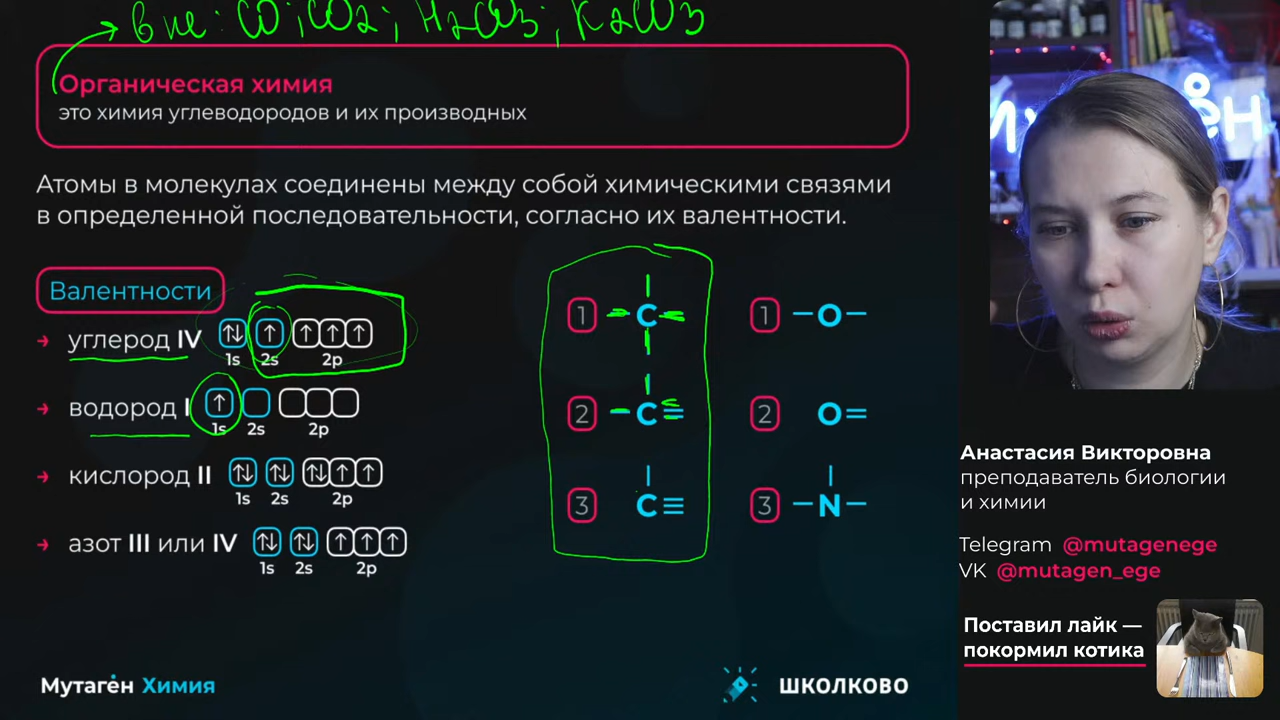 вне: CO; CO2; H2CO3; K2CO3
Органическая химия
это химия углеводородов и их производных
Атомы в молекулах соединены между собой химическими связями
в определенной последовательности, согласно их валентности.
Валентности
→ углерод IV
1s 2s 2p
→ водород I
1s 2s 2p
→ кислород II
1s 2s 2p
→ азот III или IV
1s 2s 2p
1 C 1 –O–
2 –C= 2 O=
3 C≡ 3 –N–
Мутаген Химия
ШКОЛКОВО
Анастасия Викторовна
преподаватель биологии
и химии
Telegram @mutagenege
VK @mutagen_ege
Поставил лайк —
покормил котика